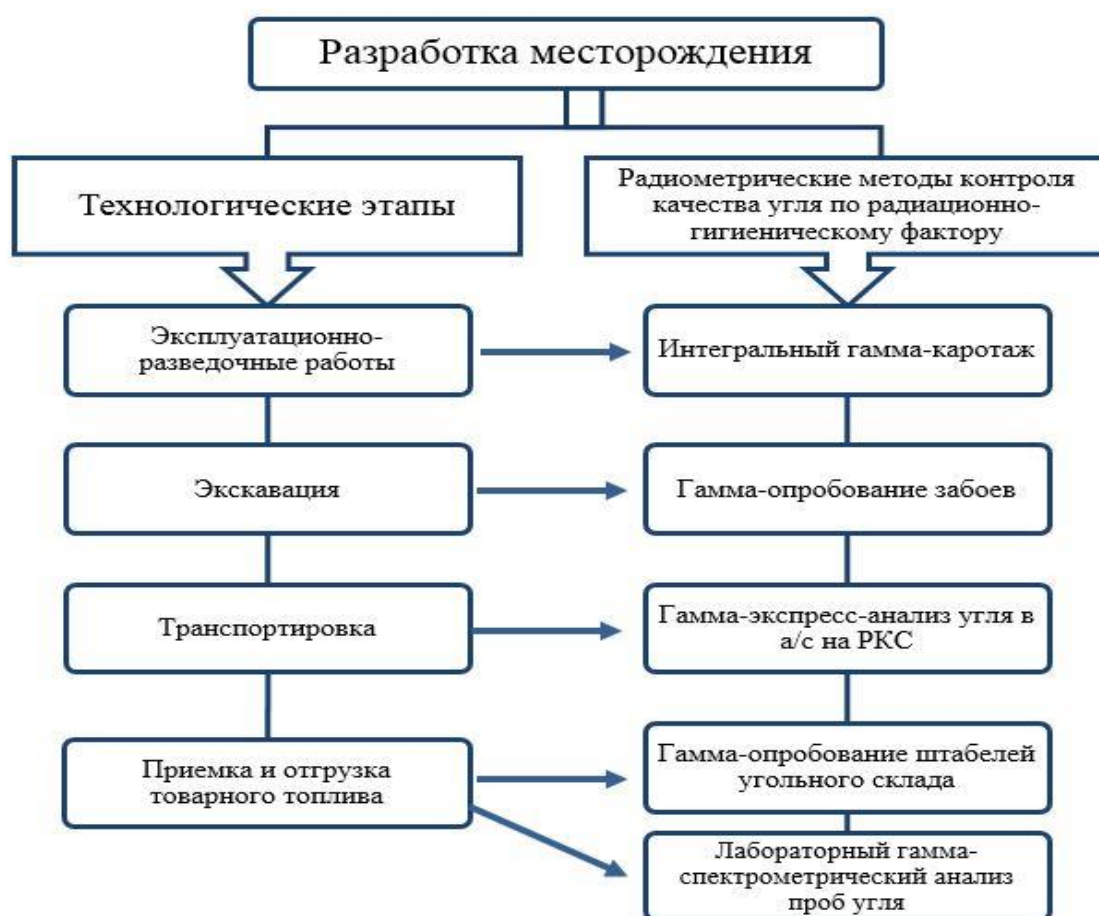 Разработка месторождения
Технологические этапы
Радиометрические методы контроля
качества угля по радиационно-
гигиеническому фактору
Эксплуатационно-
разведочные работы
Интегральный гамма-каротаж
Экскавация
Гамма-опробование забоев
Транспортировка
Гамма-экспресс-анализ угля в
а/с на РКС
Приемка и отгрузка
товарного топлива
Гамма-опробование штабелей
угольного склада
Лабораторный гамма-
спектрометрический анализ
проб угля